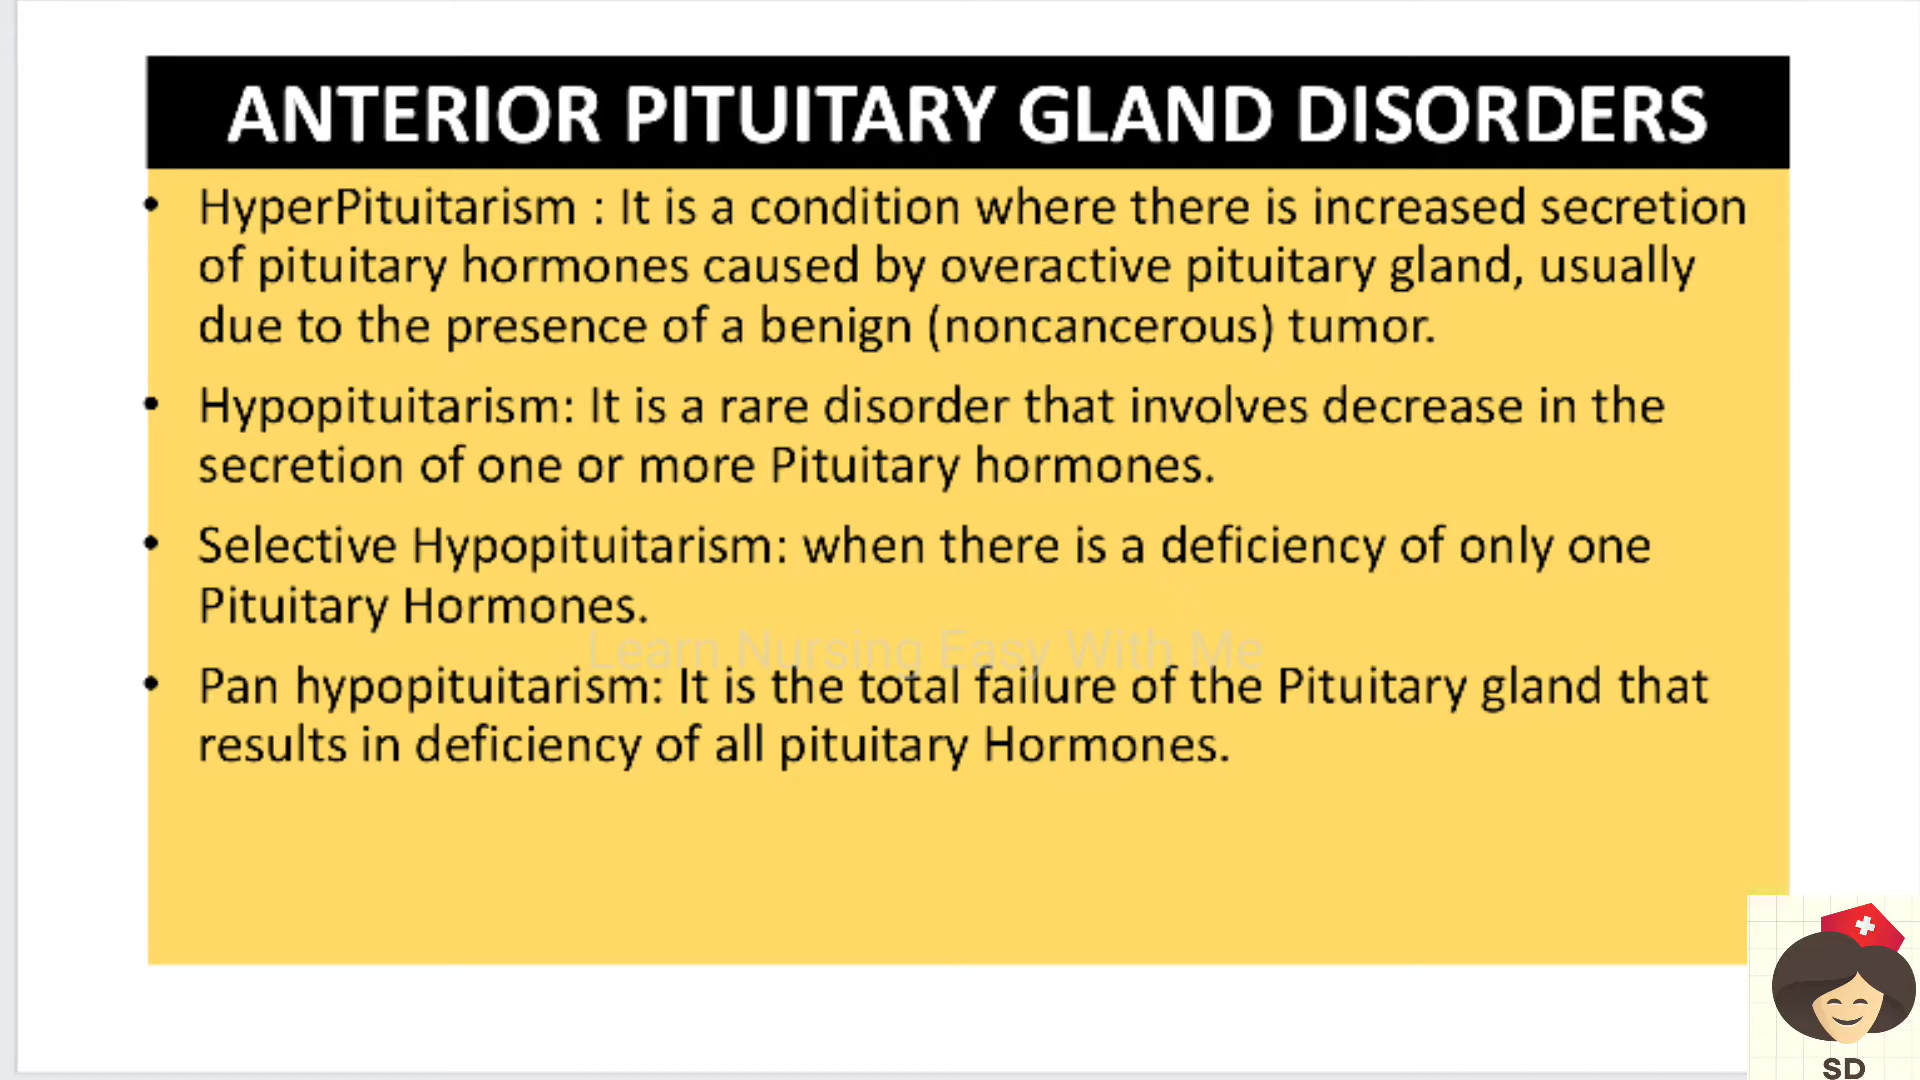 ANTERIOR PITUITARY GLAND DISORDERS
• HyperPituitarism : It is a condition where there is increased secretion
of pituitary hormones caused by overactive pituitary gland, usually
due to the presence of a benign (noncancerous) tumor.
• Hypopituitarism: It is a rare disorder that involves decrease in the
secretion of one or more Pituitary hormones.
• Selective Hypopituitarism: when there is a deficiency of only one
Pituitary Hormones.
Learn Nursing Easy With Me
• Pan hypopituitarism: It is the total failure of the Pituitary gland that
results in deficiency of all pituitary Hormones.
SD